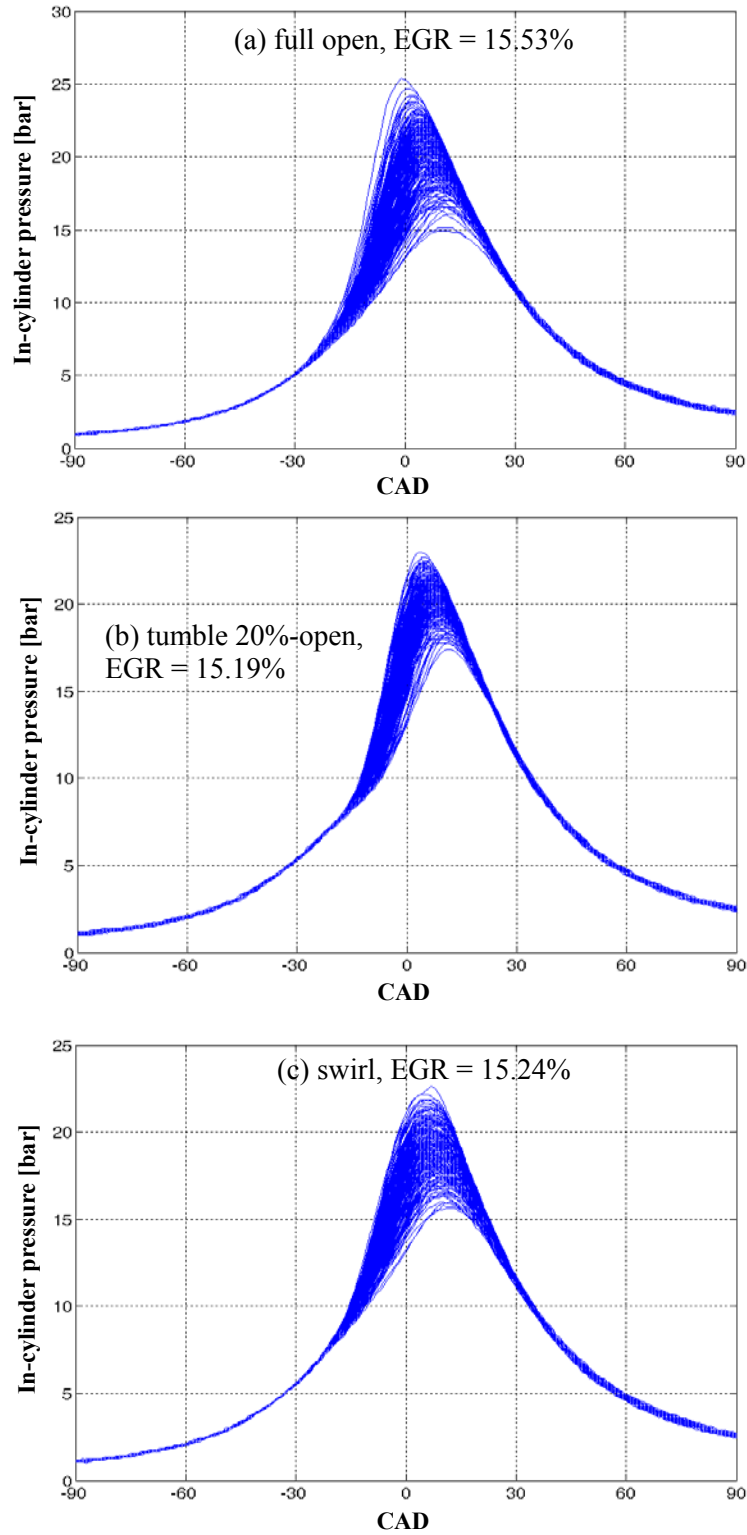 30
(a) full open, EGR = 15.53%
25
20
15
10
5
0
In-cylinder pressure [bar]
-90 -60 -30 0 30 60 90
CAD
25
20
(b) tumble 20%-open,
EGR = 15.19%
15
10
5
0
In-cylinder pressure [bar]
-90 -60 -30 0 30 60 90
CAD
25
(c) swirl, EGR = 15.24%
20
15
10
5
0
In-cylinder pressure [bar]
-90 -60 -30 0 30 60 90
CAD